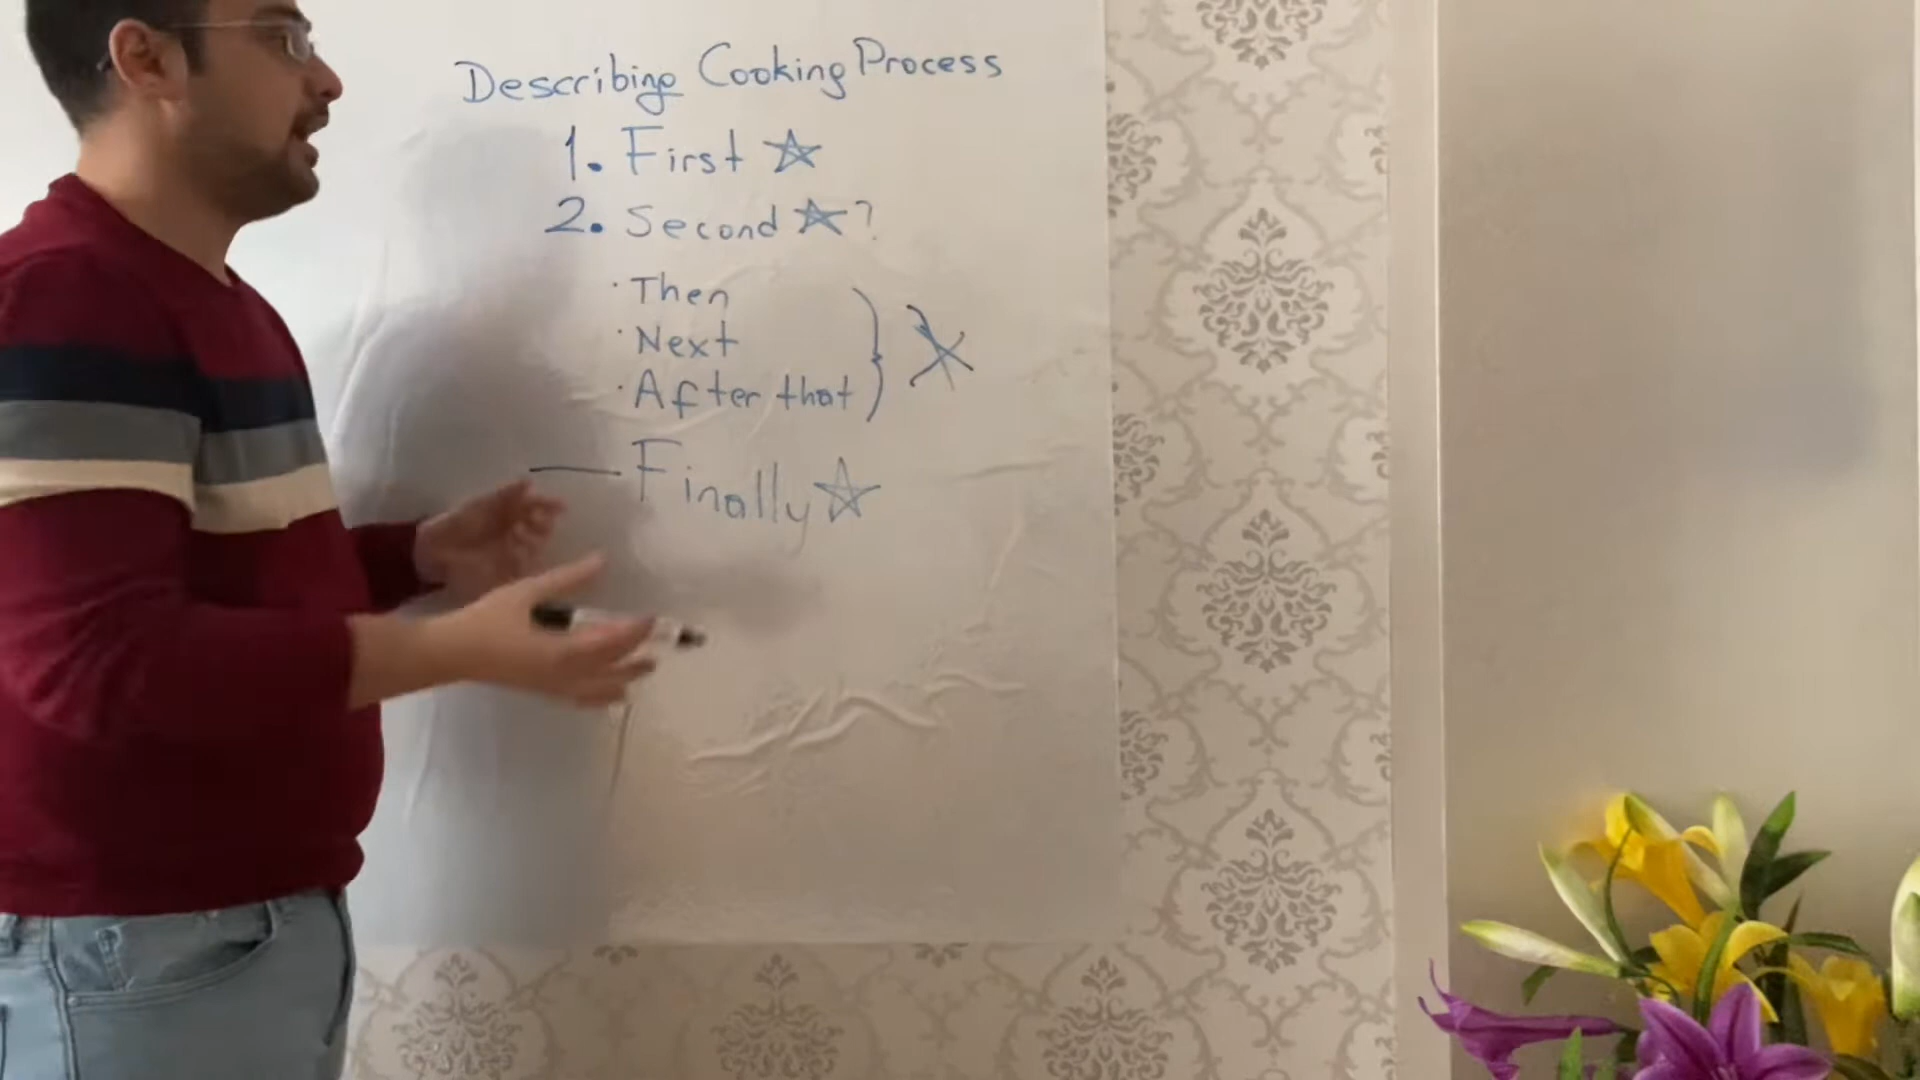 Describing Cooking Process
1. First ☆
2. Second ☆?
· Then
· Next
· After that
— Finally ☆